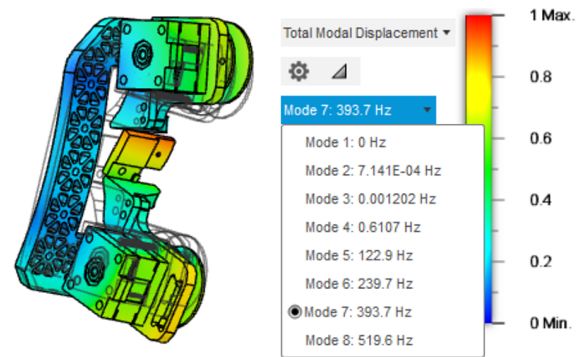 Total Modal Displacement
Mode 7: 393.7 Hz
Mode 1: 0 Hz
Mode 2: 7.141E-04 Hz
Mode 3: 0.001202 Hz
Mode 4: 0.6107 Hz
Mode 5: 122.9 Hz
Mode 6: 239.7 Hz
Mode 7: 393.7 Hz
Mode 8: 519.6 Hz
1 Max.
0.8
0.6
0.4
0.2
0 Min.